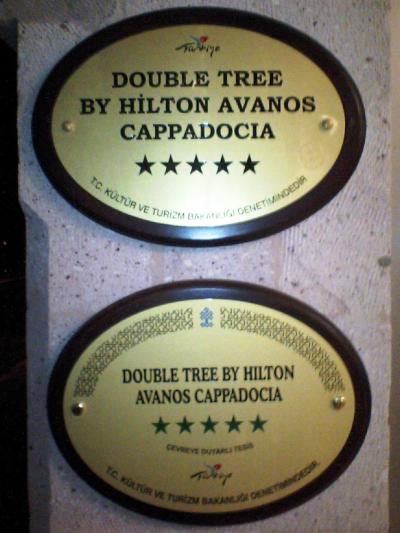 Türkiye
DOUBLE TREE
BY HİLTON AVANOS
CAPPADOCIA
T.C. KÜLTÜR VE TURİZM BAKANLIĞI DENETİMİNDEDİR
DOUBLE TREE BY HILTON
AVANOS CAPPADOCIA
ÇEVREYE DUYARLI TESİS
Türkiye
T.C. KÜLTÜR VE TURİZM BAKANLIĞI DENETİMİNDEDİR.